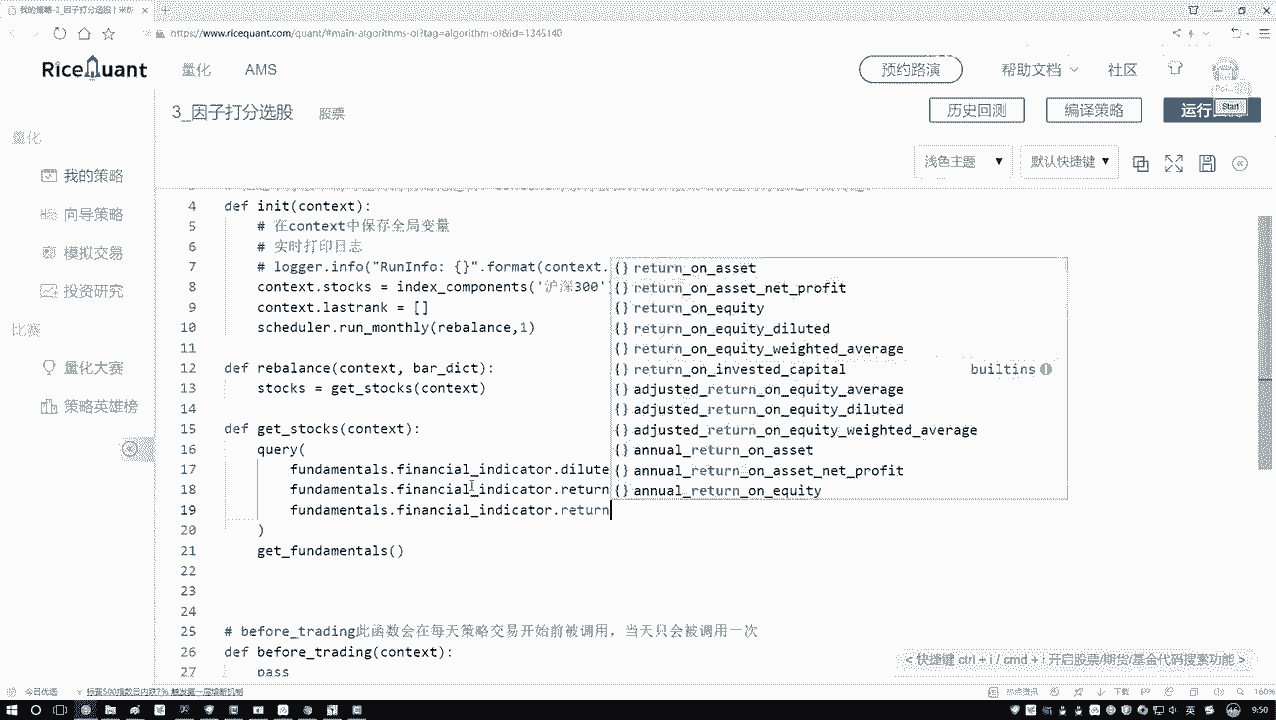 我的策略-3_因子打分选股 | 米
https://www.ricequant.com/quant/#main-algorithms-ol?tag=algorithm-ol&id=1345140
RiceQuant 量化 AMS 预约路演 帮助文档 社区
3_因子打分选股 股票 历史回测 编译策略 运行 Start
量化
浅色主题 ▼ 默认快捷键 ▼
我的策略
向导策略
模拟交易
投资研究
比赛
量化大赛
策略英雄榜
4 def init(context):
5 # 在context中保存全局变量
6 # 实时打印日志
7 # logger.info("RunInfo: {}".format(context.
8 context.stocks = index_components('沪深300'
9 context.lastrank = []
10 scheduler.run_monthly(rebalance,1)
11
12 def rebalance(context, bar_dict):
13 stocks = get_stocks(context)
14
15 def get_stocks(context):
16 query(
17 fundamentals.financial_indicator.dilute
18 fundamentals.financial_indicator.return
19 fundamentals.financial_indicator.return
20 )
21 get_fundamentals()
22
23
24
25 # before_trading此函数会在每天策略交易开始前被调用，当天只会被调用一次
26 def before_trading(context):
27 pass
{} return_on_asset
{} return_on_asset_net_profit
{} return_on_equity
{} return_on_equity_diluted
{} return_on_equity_weighted_average
{} return_on_invested_capital builtins
{} adjusted_return_on_equity_average
{} adjusted_return_on_equity_diluted
{} adjusted_return_on_equity_weighted_average
{} annual_return_on_asset
{} annual_return_on_asset_net_profit
{} annual_return_on_equity
< 快捷键 ctrl + i / cmd + i 开启股票/期货/基金代码搜索功能 >
今日优选
热点资讯 下载 160%
英 9:50